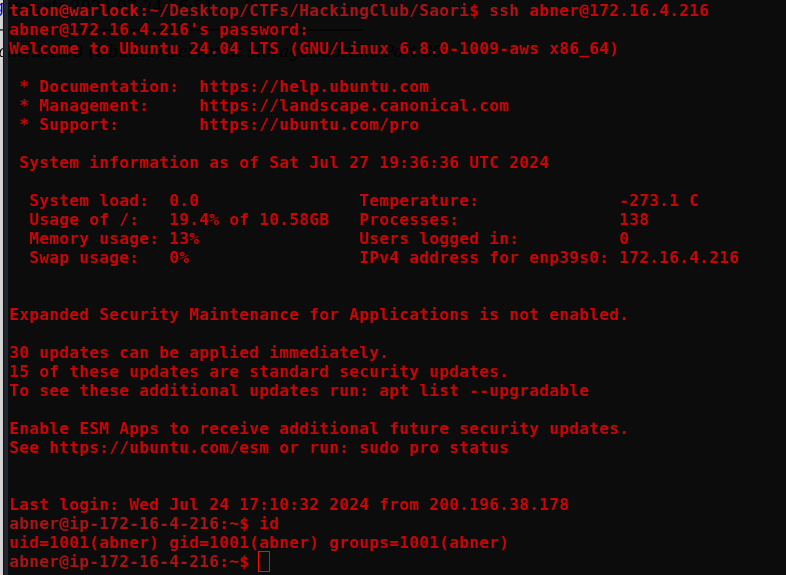 talon@warlock:~/Desktop/CTFs/HackingClub/Saori$ ssh abner@172.16.4.216
abner@172.16.4.216's password:
Welcome to Ubuntu 24.04 LTS (GNU/Linux 6.8.0-1009-aws x86_64)
* Documentation:  https://help.ubuntu.com
* Management:     https://landscape.canonical.com
* Support:        https://ubuntu.com/pro
System information as of Sat Jul 27 19:36:36 UTC 2024
System load:  0.0                Temperature:              -273.1 C
Usage of /:   19.4% of 10.58GB   Processes:                138
Memory usage: 13%                Users logged in:          0
Swap usage:   0%                 IPv4 address for enp39s0: 172.16.4.216
Expanded Security Maintenance for Applications is not enabled.
30 updates can be applied immediately.
15 of these updates are standard security updates.
To see these additional updates run: apt list --upgradable
Enable ESM Apps to receive additional future security updates.
See https://ubuntu.com/esm or run: sudo pro status
Last login: Wed Jul 24 17:10:32 2024 from 200.196.38.178
abner@ip-172-16-4-216:~$ id
uid=1001(abner) gid=1001(abner) groups=1001(abner)
abner@ip-172-16-4-216:~$